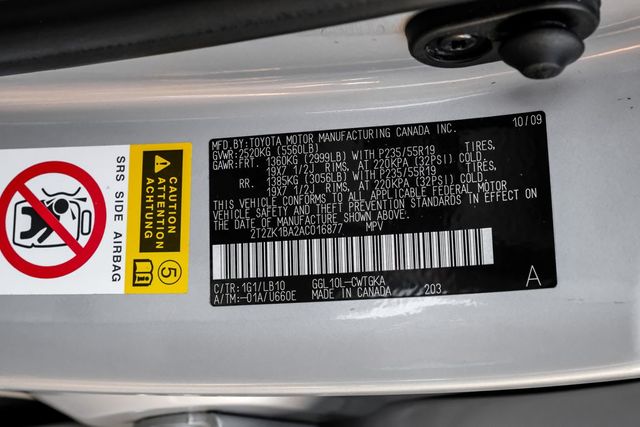 SRS SIDE AIRBAG
CAUTION
ATTENTION
ACHTUNG
5
MFD. BY: TOYOTA MOTOR MANUFACTURING CANADA INC. 10/09
GVWR: 2520KG (5560LB)
GAWR: FRT. 1360KG (2999LB) WITH P235/55R19 TIRES,
19X7 1/2J RIMS, AT 220KPA (32PSI) COLD.
RR. 1385KG (3056LB) WITH P235/55R19 TIRES,
19X7 1/2J RIMS, AT 220KPA (32PSI) COLD.
THIS VEHICLE CONFORMS TO ALL APPLICABLE FEDERAL MOTOR
VEHICLE SAFETY AND THEFT PREVENTION STANDARDS IN EFFECT ON
THE DATE OF MANUFACTURE SHOWN ABOVE.
2T2ZK1BA2AC016877 MPV
C/TR: 1G1/LB10 GGL10L-CWTGKA A
A/TM: -01A/U660E MADE IN CANADA 203